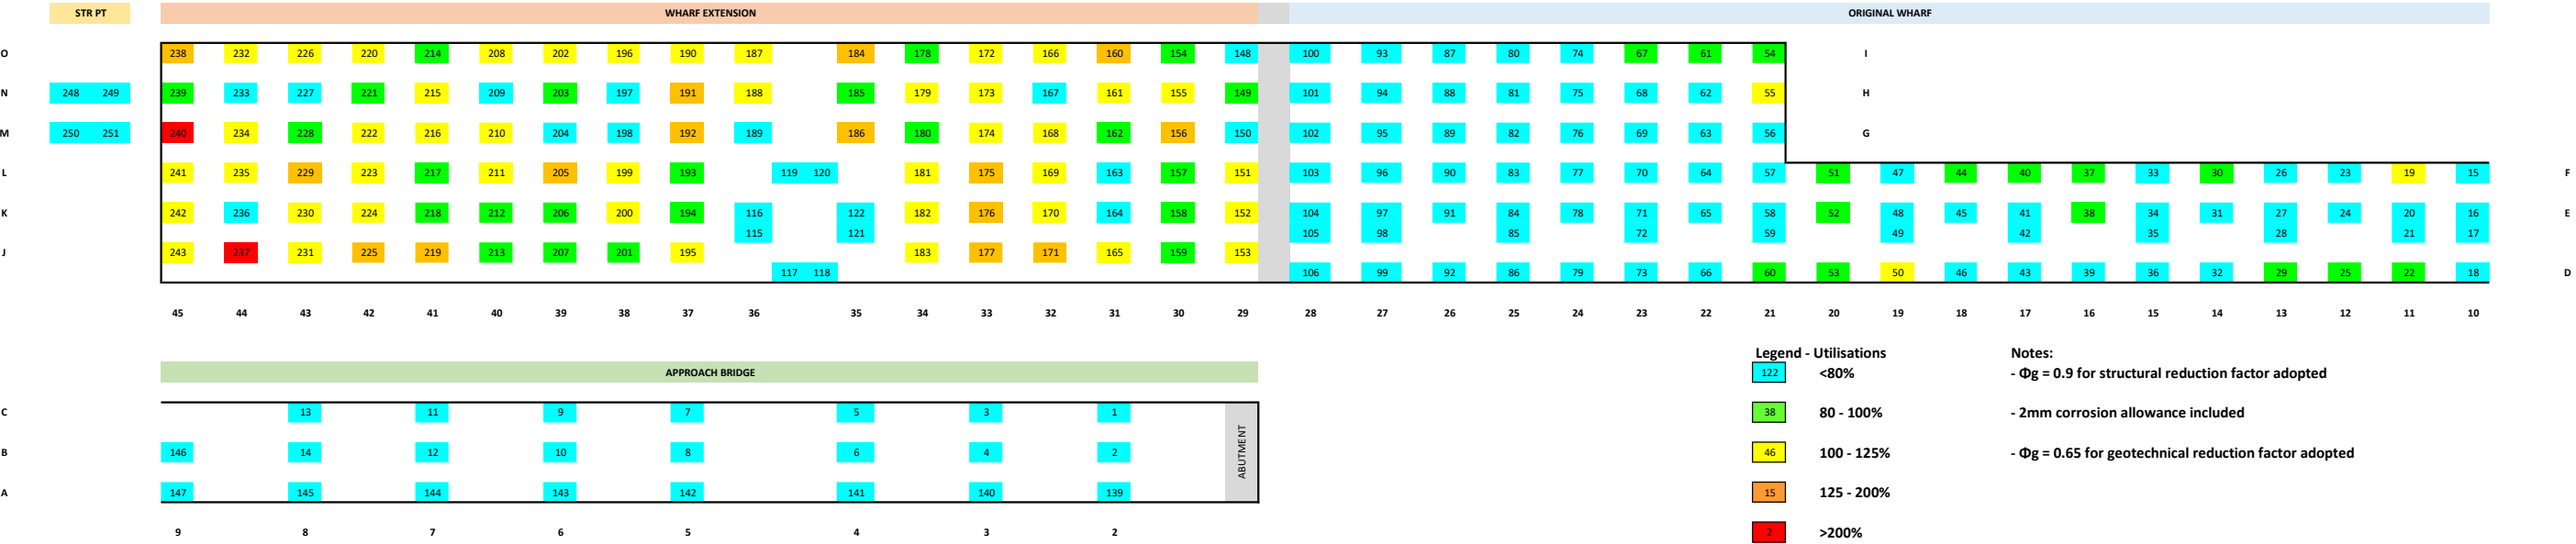 STR PT WHARF EXTENSION ORIGINAL WHARF
O 238 232 226 220 214 208 202 196 190 187 184 178 172 166 160 154 148 100 93 87 80 74 67 61 54 I
N 248 249 239 233 227 221 215 209 203 197 191 188 185 179 173 167 161 155 149 101 94 88 81 75 68 62 55 H
M 250 251 240 234 228 222 216 210 204 198 192 189 186 180 174 168 162 156 150 102 95 89 82 76 69 63 56 G
L 241 235 229 223 217 211 205 199 193 119 120 181 175 169 163 157 151 103 96 90 83 77 70 64 57 51 47 44 40 37 33 30 26 23 19 15 F
K 242 236 230 224 218 212 206 200 194 116 122 182 176 170 164 158 152 104 97 91 84 78 71 65 58 52 48 45 41 38 34 31 27 24 20 16 E
115 121 105 98 85 72 59 49 42 35 28 21 17
J 243 237 231 225 219 213 207 201 195 183 177 171 165 159 153
117 118 106 99 92 86 79 73 66 60 53 50 46 43 39 36 32 29 25 22 18 D
45 44 43 42 41 40 39 38 37 36 35 34 33 32 31 30 29 28 27 26 25 24 23 22 21 20 19 18 17 16 15 14 13 12 11 10
Legend - Utilisations Notes:
APPROACH BRIDGE 122 <80% - Φg = 0.9 for structural reduction factor adopted
C 13 11 9 7 5 3 1 38 80 - 100% - 2mm corrosion allowance included
ABUTMENT
B 146 14 12 10 8 6 4 2 46 100 - 125% - Φg = 0.65 for geotechnical reduction factor adopted
A 147 145 144 143 142 141 140 139 15 125 - 200%
9 8 7 6 5 4 3 2 2 >200%